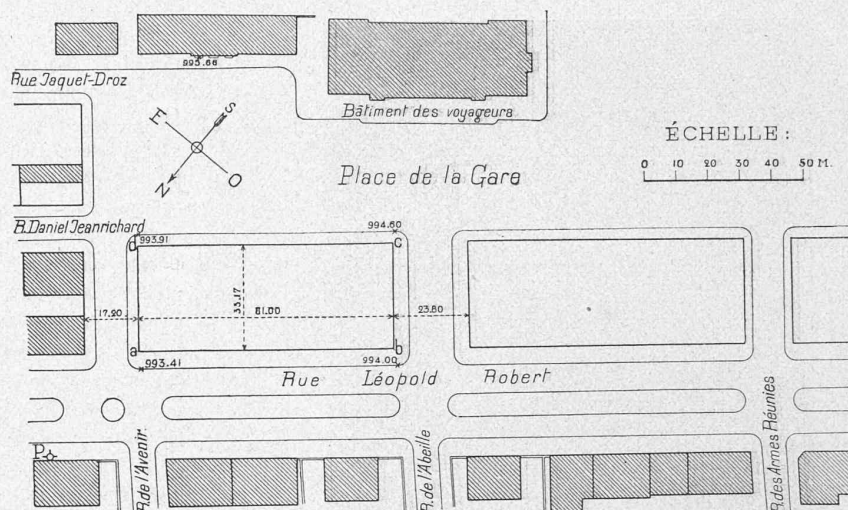 993.66
Rue Jaquet-Droz
Bâtiment des voyageurs
E
S
N
O
ÉCHELLE :
0 10 20 30 40 50 M.
Place de la Gare
R. Daniel Jeanrichard
d
993.91
994.60
c
17.20
33.17
81.00
23.80
a
b
993.41
994.00
Rue Léopold Robert
P.
R. de l'Avenir
R. de l'Abeille
R. des Armes Réunies